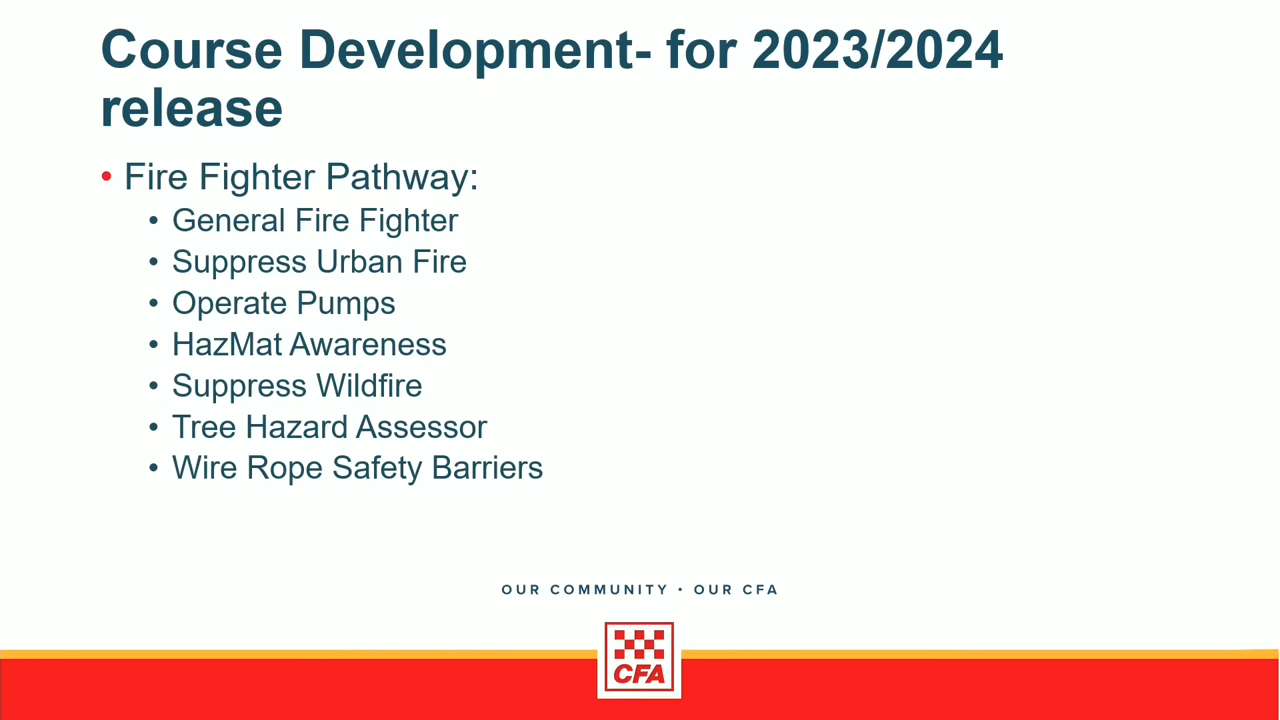 Course Development- for 2023/2024
release
• Fire Fighter Pathway:
• General Fire Fighter
• Suppress Urban Fire
• Operate Pumps
• HazMat Awareness
• Suppress Wildfire
• Tree Hazard Assessor
• Wire Rope Safety Barriers
OUR COMMUNITY • OUR CFA
CFA